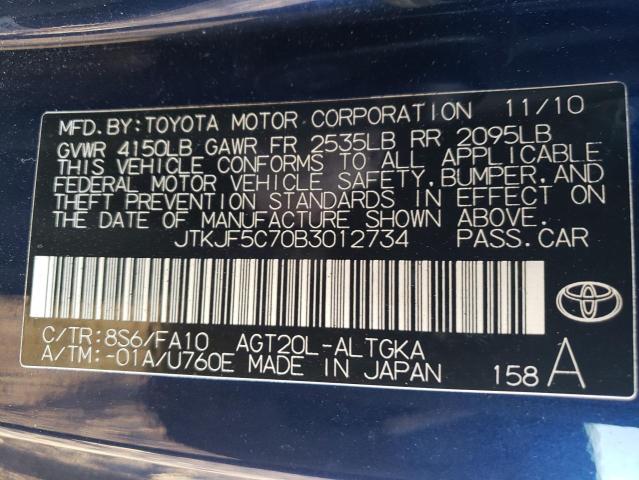 MFD.BY:TOYOTA MOTOR CORPORATION 11/10
GVWR 4150LB GAWR FR 2535LB RR 2095LB
THIS VEHICLE CONFORMS TO ALL APPLICABLE
FEDERAL MOTOR VEHICLE SAFETY,BUMPER,AND
THEFT PREVENTION STANDARDS IN EFFECT ON
THE DATE OF MANUFACTURE SHOWN ABOVE.
JTKJF5C70B3012734 PASS.CAR
C/TR:8S6/FA10 AGT20L-ALTGKA
A/TM:-01A/U760E MADE IN JAPAN 158 A